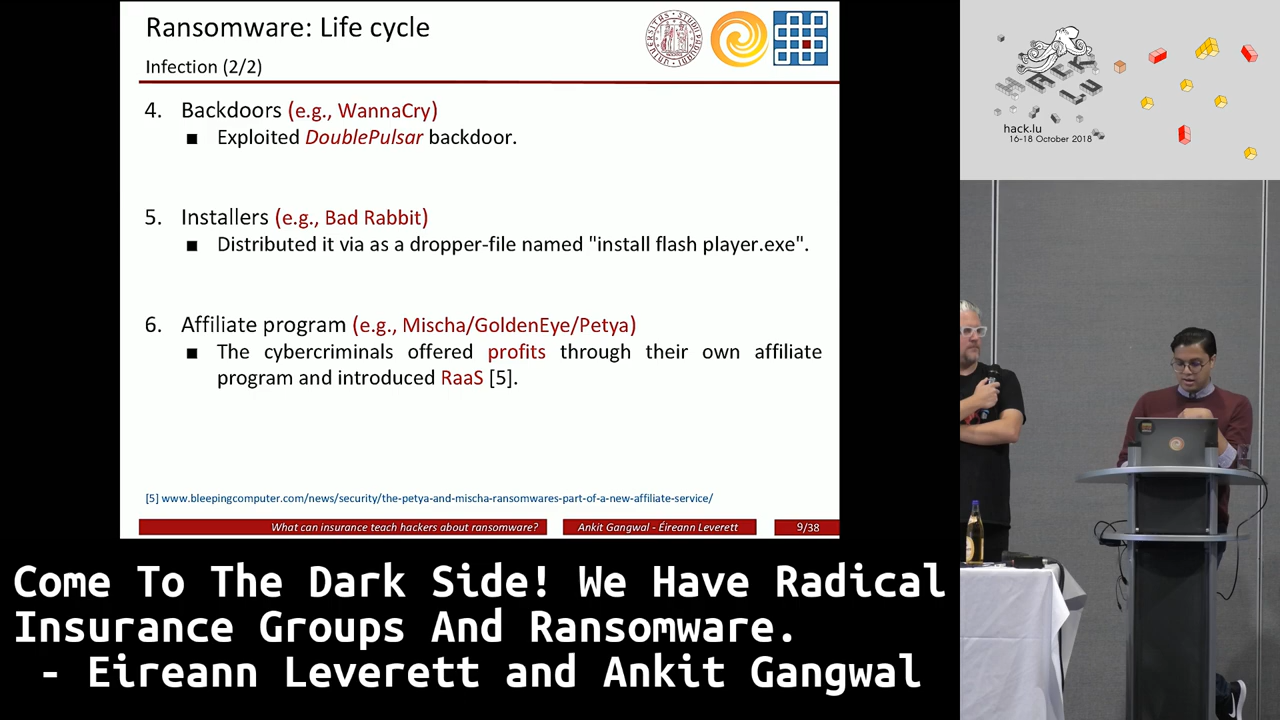 Ransomware: Life cycle
Infection (2/2)
4. Backdoors (e.g., WannaCry)
■ Exploited DoublePulsar backdoor.
5. Installers (e.g., Bad Rabbit)
■ Distributed it via as a dropper-file named "install flash player.exe".
6. Affiliate program (e.g., Mischa/GoldenEye/Petya)
■ The cybercriminals offered profits through their own affiliate
program and introduced RaaS [5].
[5] www.bleepingcomputer.com/news/security/the-petya-and-mischa-ransomwares-part-of-a-new-affiliate-service/
What can insurance teach hackers about ransomware?
Ankit Gangwal - Éireann Leverett
9/38
HACK
LU
hack.lu
16-18 October 2018
Come To The Dark Side! We Have Radical
Insurance Groups And Ransomware.
- Eireann Leverett and Ankit Gangwal